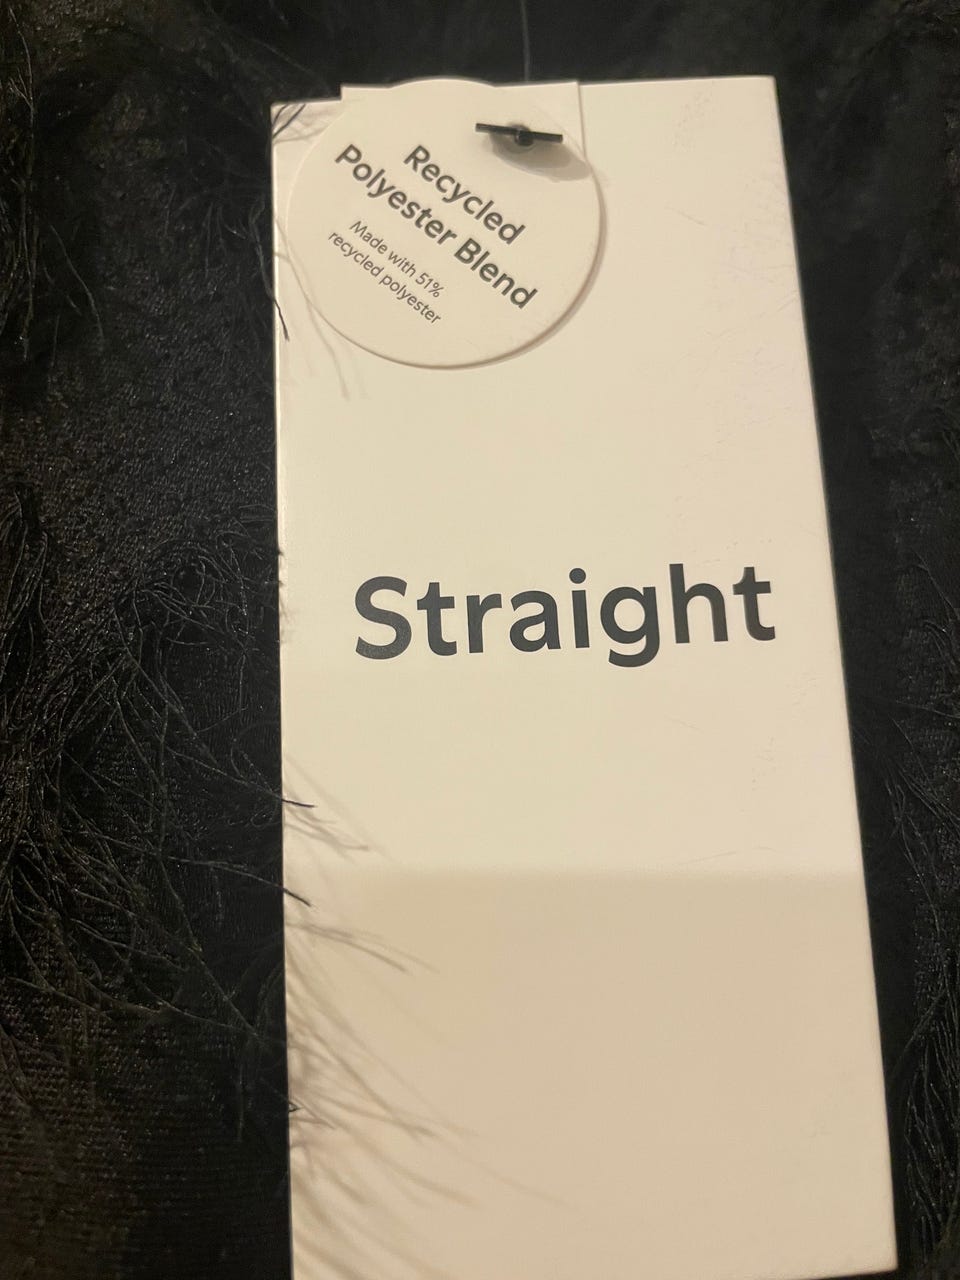 Recycled
Polyester Blend
Made with 51%
recycled polyester
Straight